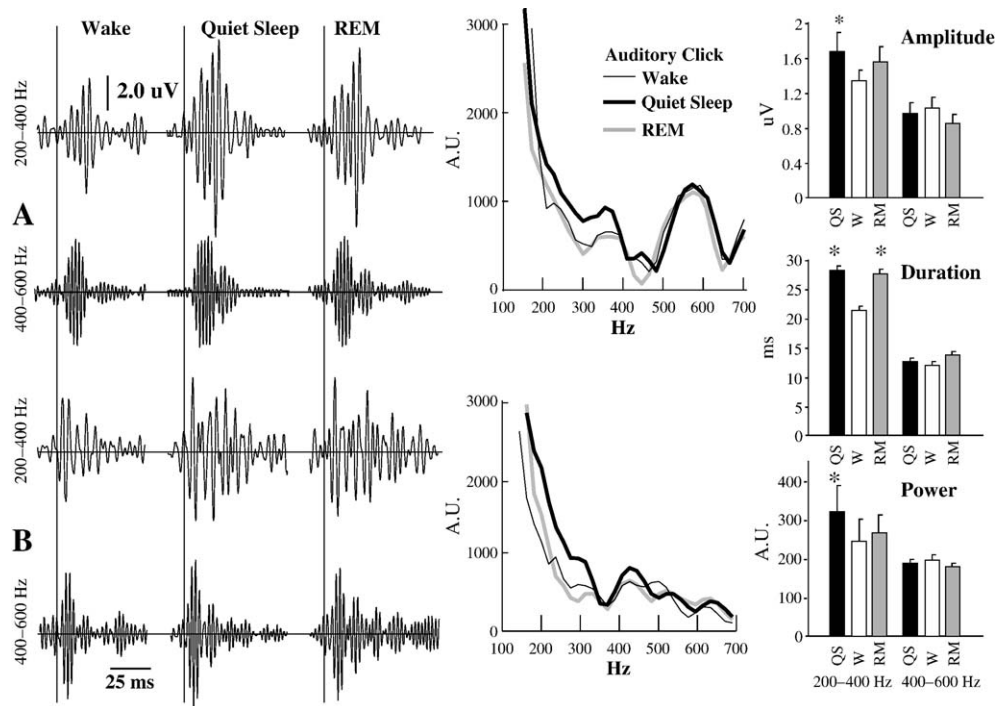 Wake Quiet Sleep REM
2.0 uV
200–400 Hz
A
400–600 Hz
200–400 Hz
B
400–600 Hz
25 ms
A.U.
3000
2000
1000
0
Auditory Click
Wake
Quiet Sleep
REM
100 200 300 400 500 600 700
Hz
A.U.
3000
2000
1000
0
100 200 300 400 500 600 700
Hz
Amplitude
*
uV
2
1.6
1.2
0.8
0.4
0
QS W RM QS W RM
Duration
* *
ms
30
25
20
15
10
05
0
QS W RM QS W RM
Power
*
A.U.
400
300
200
100
0
QS W RM QS W RM
200–400 Hz 400–600 Hz